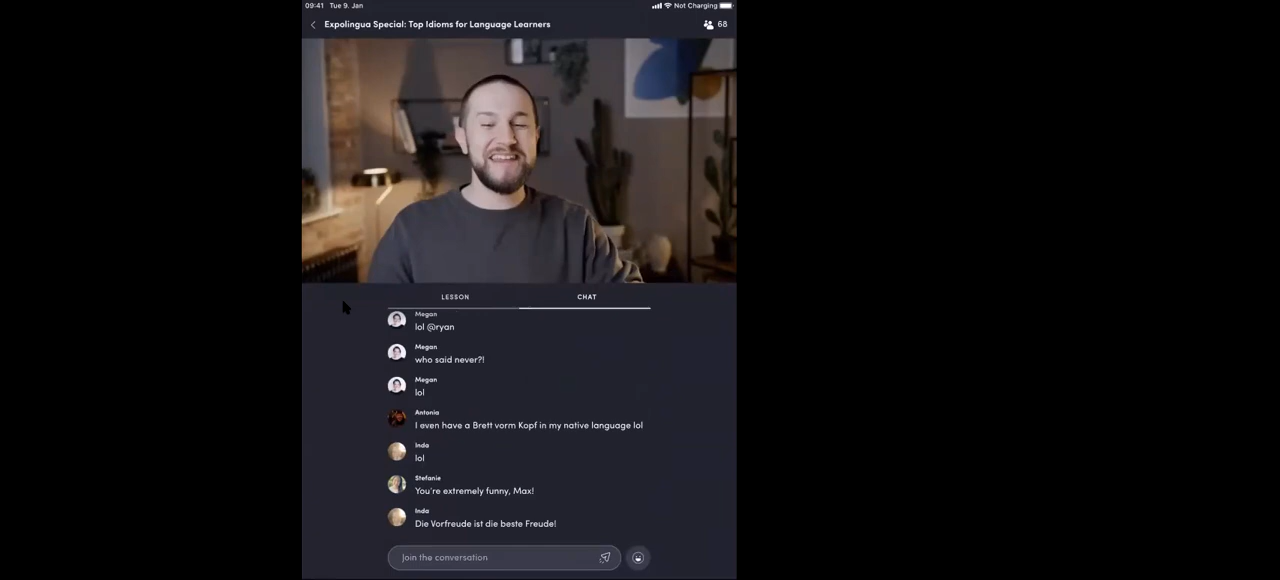 09:41 Tue 9. Jan
Not Charging
Expolingua Special: Top Idioms for Language Learners
68
LESSON
CHAT
Megan
lol @ryan
Megan
who said never?!
Megan
lol
Antonia
I even have a Brett vorm Kopf in my native language lol
Inda
lol
Stefanie
You're extremely funny, Max!
Inda
Die Vorfreude ist die beste Freude!
Join the conversation